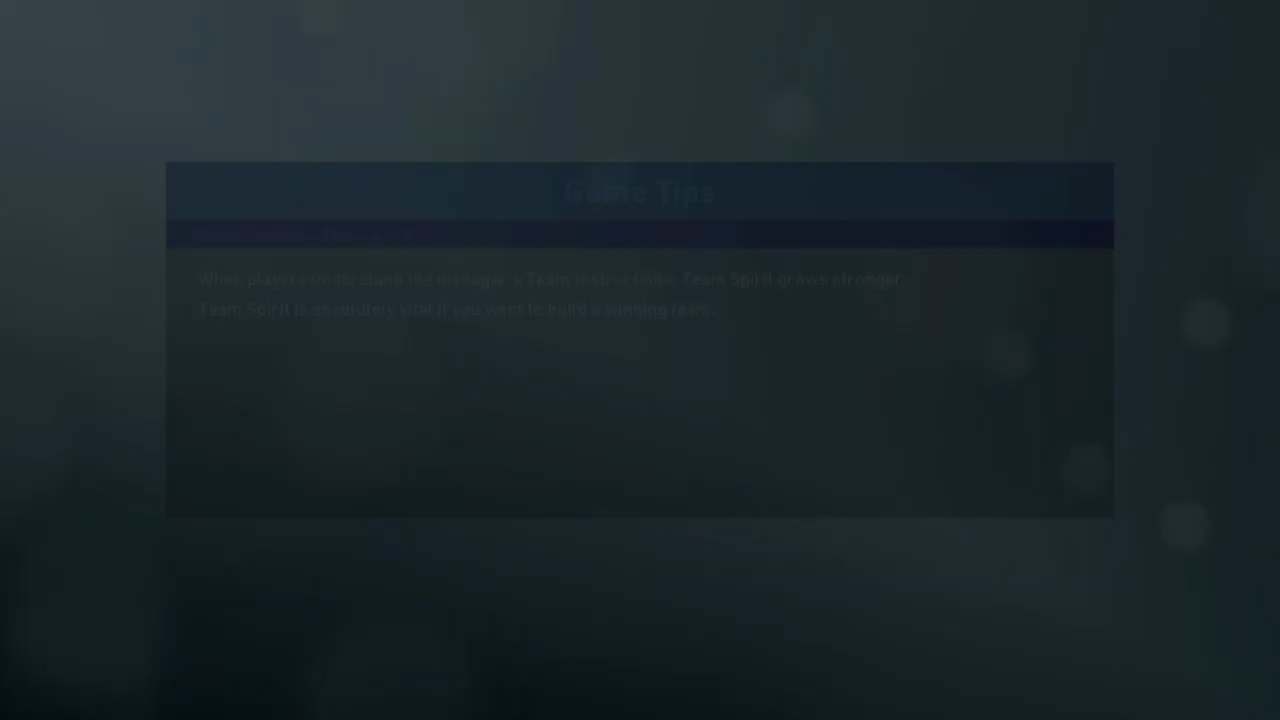 Game Tips
When players understand the manager's Team Instructions, Team Spirit grows stronger.
Team Spirit is absolutely vital if you want to build a winning team.